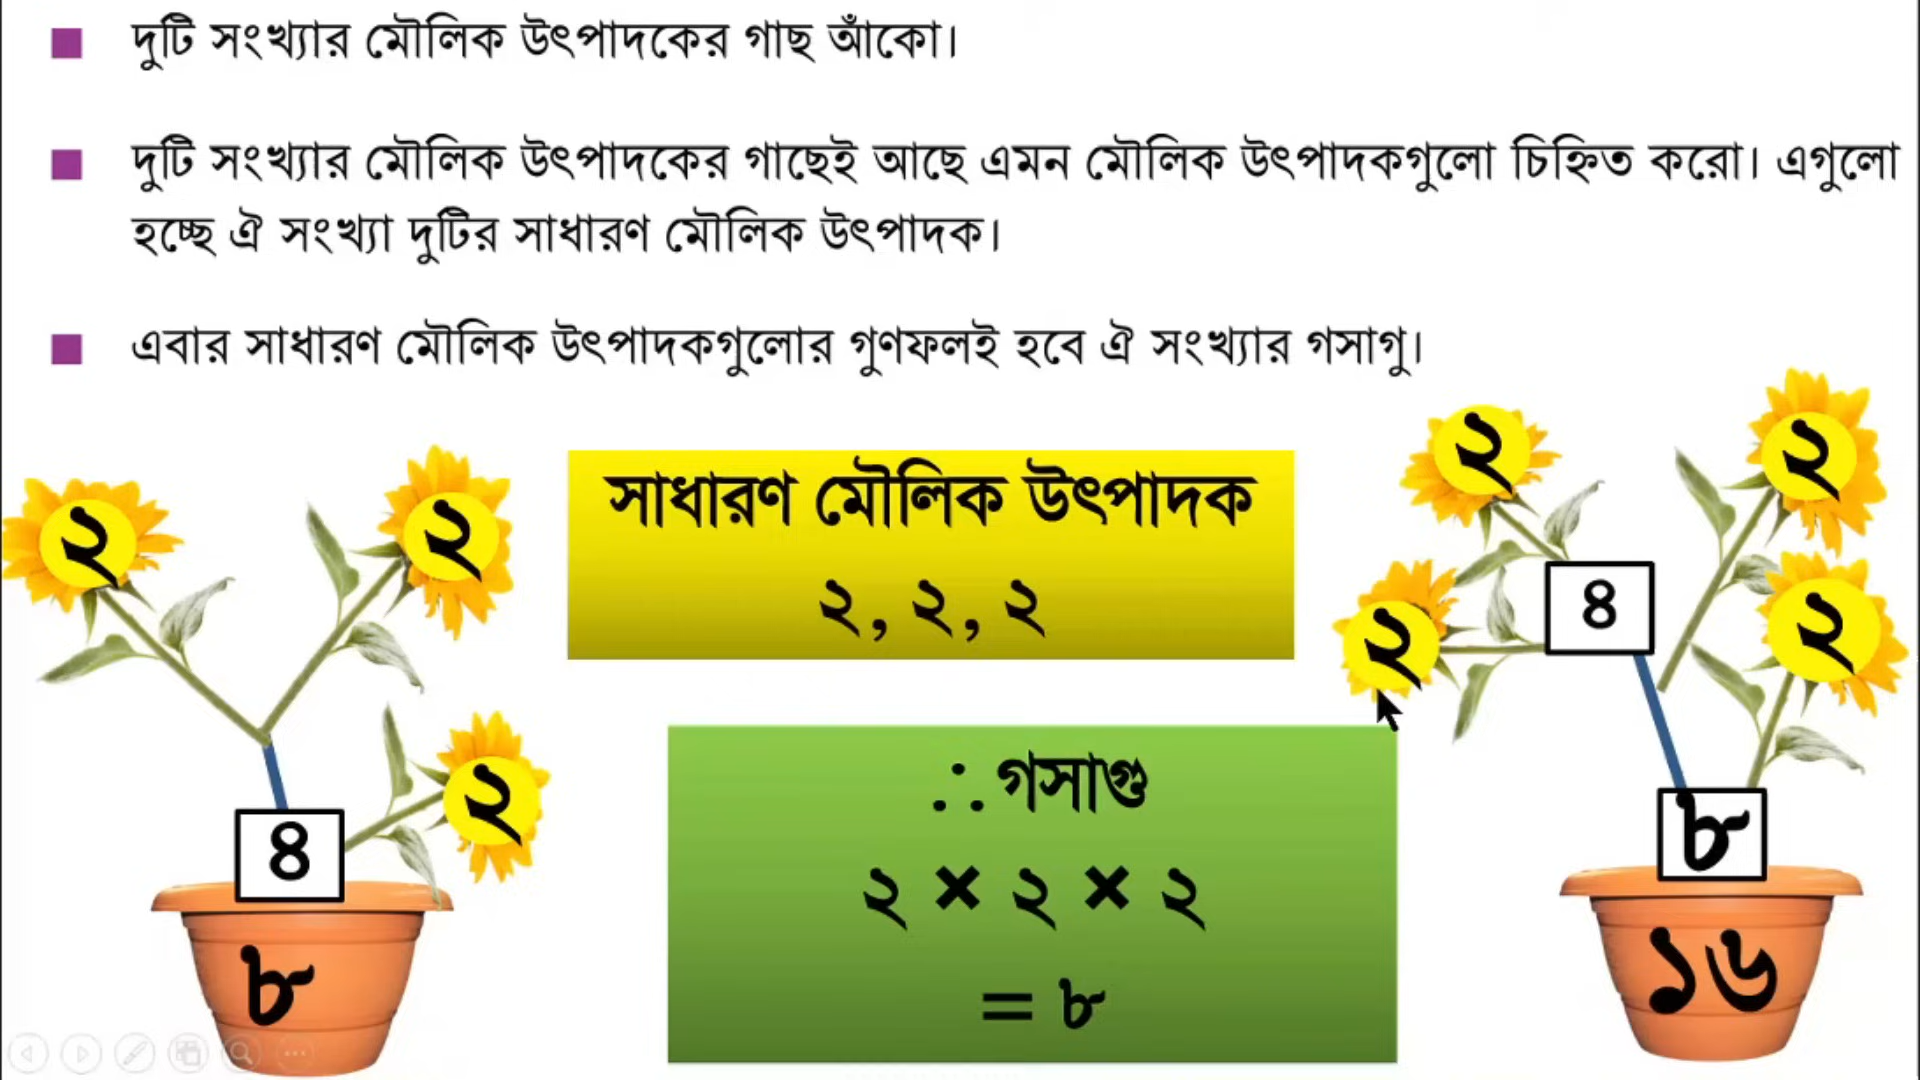 দুটি সংখ্যার মৌলিক উৎপাদকের গাছ আঁকো।
দুটি সংখ্যার মৌলিক উৎপাদকের গাছেই আছে এমন মৌলিক উৎপাদকগুলো চিহ্নিত করো। এগুলো
হচ্ছে ঐ সংখ্যা দুটির সাধারণ মৌলিক উৎপাদক।
এবার সাধারণ মৌলিক উৎপাদকগুলোর গুণফলই হবে ঐ সংখ্যার গসাগু।
২
২
২
৪
৮
সাধারণ মৌলিক উৎপাদক
২, ২, ২
∴ গসাগু
২ × ২ × ২
= ৮
২
২
২
৪
২
৮
১৬